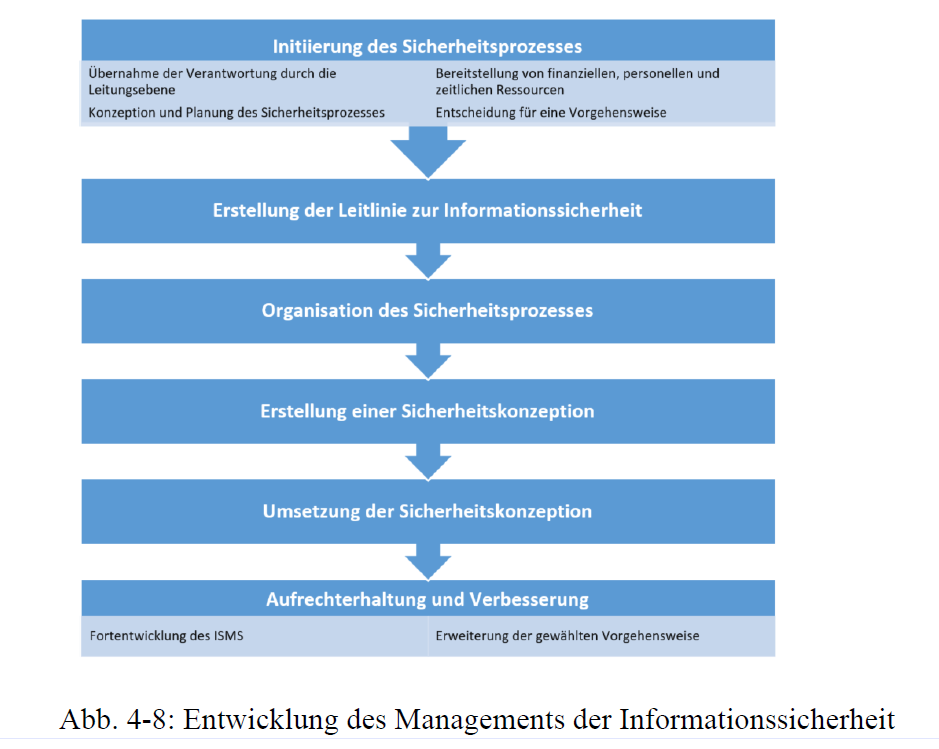 Initiierung des Sicherheitsprozesses
Übernahme der Verantwortung durch die
Leitungsebene
Bereitstellung von finanziellen, personellen und
zeitlichen Ressourcen
Konzeption und Planung des Sicherheitsprozesses
Entscheidung für eine Vorgehensweise
Erstellung der Leitlinie zur Informationssicherheit
Organisation des Sicherheitsprozesses
Erstellung einer Sicherheitskonzeption
Umsetzung der Sicherheitskonzeption
Aufrechterhaltung und Verbesserung
Fortentwicklung des ISMS
Erweiterung der gewählten Vorgehensweise
Abb. 4-8: Entwicklung des Managements der Informationssicherheit